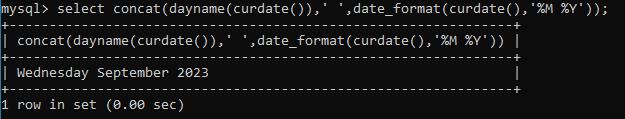 mysql> select concat(dayname(curdate()),' ',date_format(curdate(),'%M %Y'));
+---------------------------------------------------------------+
| concat(dayname(curdate()),' ',date_format(curdate(),'%M %Y')) |
+---------------------------------------------------------------+
| Wednesday September 2023                                      |
+---------------------------------------------------------------+
1 row in set (0.00 sec)